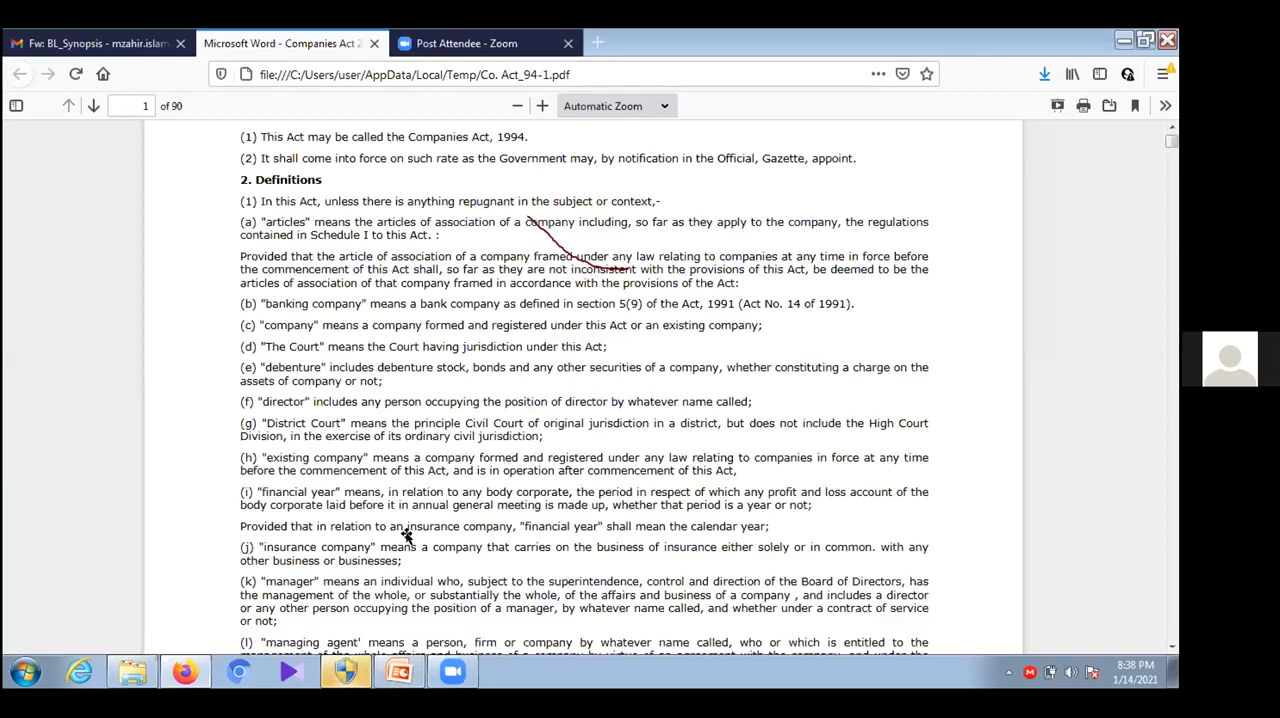 Fw: BL_Synopsis - mzahir.islam
Microsoft Word - Companies Act 2
Post Attendee - Zoom
file:///C:/Users/user/AppData/Local/Temp/Co. Act_94-1.pdf
1 of 90
Automatic Zoom
(1) This Act may be called the Companies Act, 1994.
(2) It shall come into force on such rate as the Government may, by notification in the Official, Gazette, appoint.
2. Definitions
(1) In this Act, unless there is anything repugnant in the subject or context,-
(a) "articles" means the articles of association of a company including, so far as they apply to the company, the regulations
contained in Schedule I to this Act. :
Provided that the article of association of a company framed under any law relating to companies at any time in force before
the commencement of this Act shall, so far as they are not inconsistent with the provisions of this Act, be deemed to be the
articles of association of that company framed in accordance with the provisions of the Act:
(b) "banking company" means a bank company as defined in section 5(9) of the Act, 1991 (Act No. 14 of 1991).
(c) "company" means a company formed and registered under this Act or an existing company;
(d) "The Court" means the Court having jurisdiction under this Act;
(e) "debenture" includes debenture stock, bonds and any other securities of a company, whether constituting a charge on the
assets of company or not;
(f) "director" includes any person occupying the position of director by whatever name called;
(g) "District Court" means the principle Civil Court of original jurisdiction in a district, but does not include the High Court
Division, in the exercise of its ordinary civil jurisdiction;
(h) "existing company" means a company formed and registered under any law relating to companies in force at any time
before the commencement of this Act, and is in operation after commencement of this Act,
(i) "financial year" means, in relation to any body corporate, the period in respect of which any profit and loss account of the
body corporate laid before it in annual general meeting is made up, whether that period is a year or not;
Provided that in relation to an insurance company, "financial year" shall mean the calendar year;
(j) "insurance company" means a company that carries on the business of insurance either solely or in common. with any
other business or businesses;
(k) "manager" means an individual who, subject to the superintendence, control and direction of the Board of Directors, has
the management of the whole, or substantially the whole, of the affairs and business of a company , and includes a director
or any other person occupying the position of a manager, by whatever name called, and whether under a contract of service
or not;
(l) "managing agent' means a person, firm or company by whatever name called, who or which is entitled to the
8:38 PM
1/14/2021